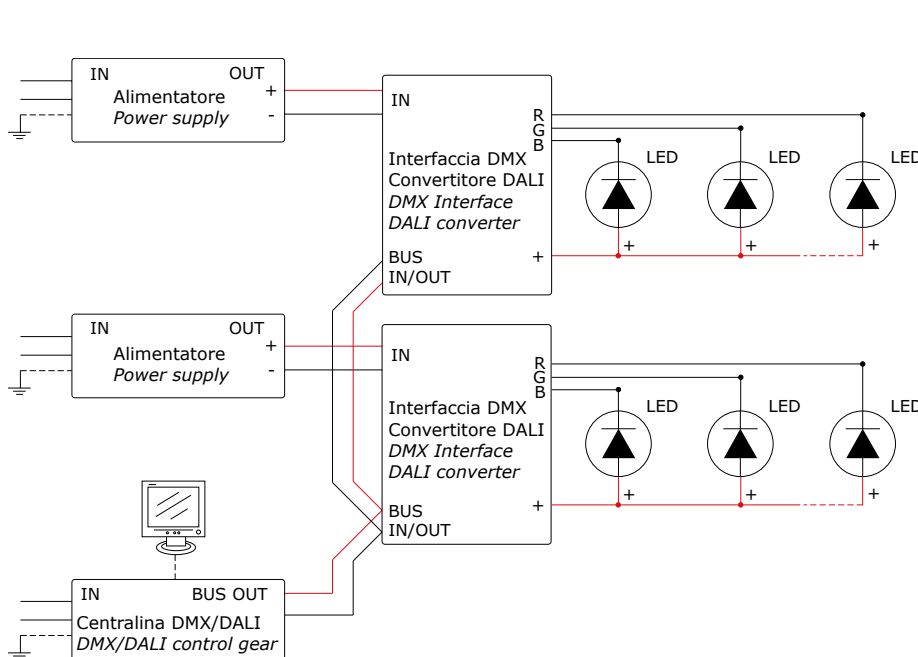 IN OUT
Alimentatore +
Power supply -
IN
Interfaccia DMX
Convertitore DALI
DMX Interface
DALI converter
BUS
IN/OUT
R
G
B
+
LED LED LED
+ + +
IN OUT
Alimentatore +
Power supply -
IN
Interfaccia DMX
Convertitore DALI
DMX Interface
DALI converter
BUS
IN/OUT
R
G
B
+
LED LED LED
+ + +
IN BUS OUT
Centralina DMX/DALI
DMX/DALI control gear